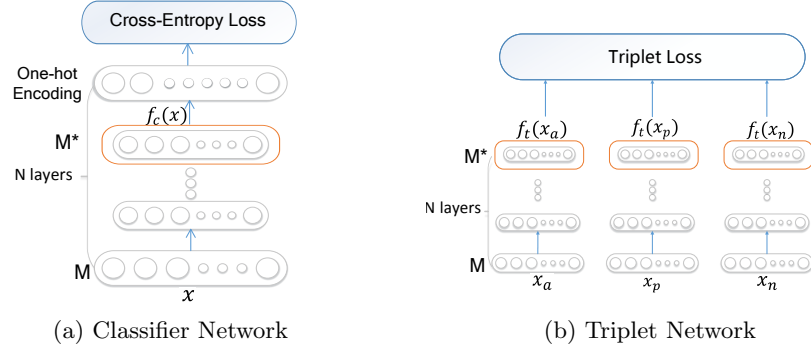 Cross-Entropy Loss
One-hot
Encoding
f_c(x)
M*
N layers
M
x
(a) Classifier Network
Triplet Loss
f_t(x_a) f_t(x_p) f_t(x_n)
M*
N layers
M
x_a x_p x_n
(b) Triplet Network